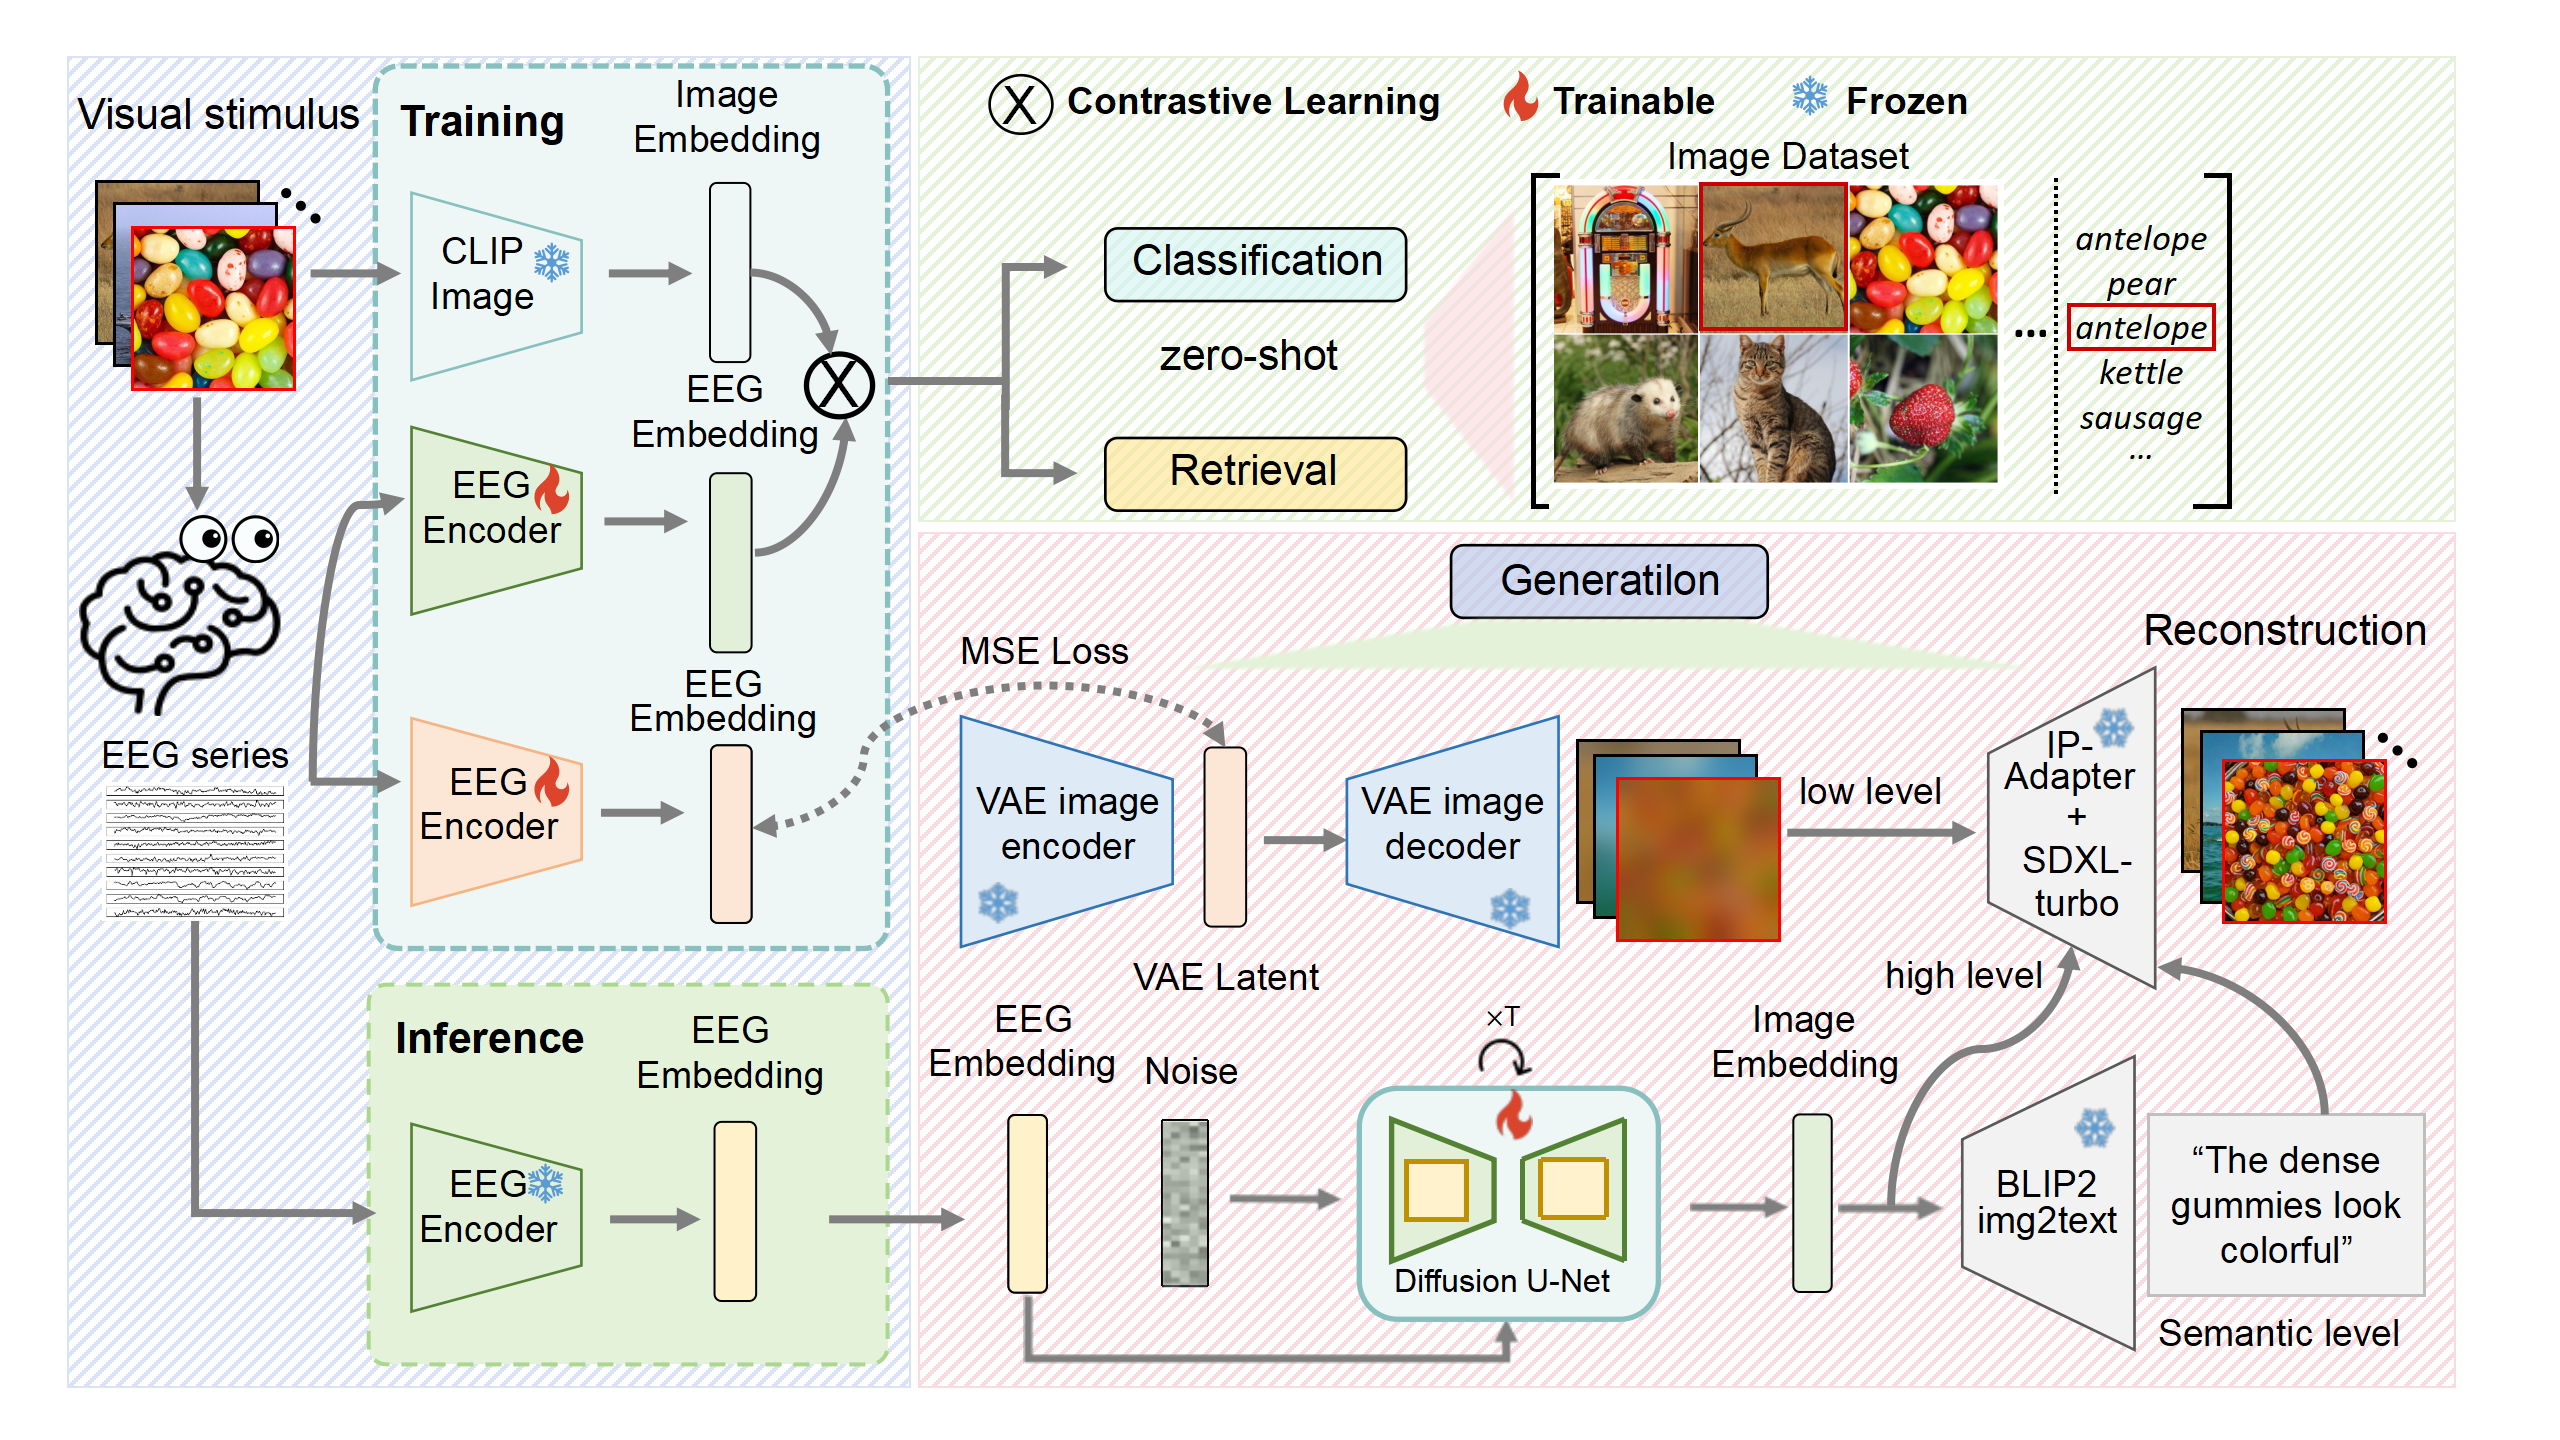 Visual stimulus
Training
Image
Embedding
CLIP
Image
EEG
Embedding
EEG
Encoder
EEG
Embedding
EEG
Encoder
EEG series
Inference
EEG
Embedding
EEG
Encoder
X
X
Contrastive Learning
Trainable
Frozen
Image Dataset
Classification
zero-shot
Retrieval
...
antelope
pear
antelope
kettle
sausage
...
Generatilon
MSE Loss
Reconstruction
VAE image
encoder
VAE Latent
VAE image
decoder
low level
IP-
Adapter
+
SDXL-
turbo
high level
EEG
Embedding
Noise
×T
Diffusion U-Net
Image
Embedding
BLIP2
img2text
“The dense
gummies look
colorful”
Semantic level